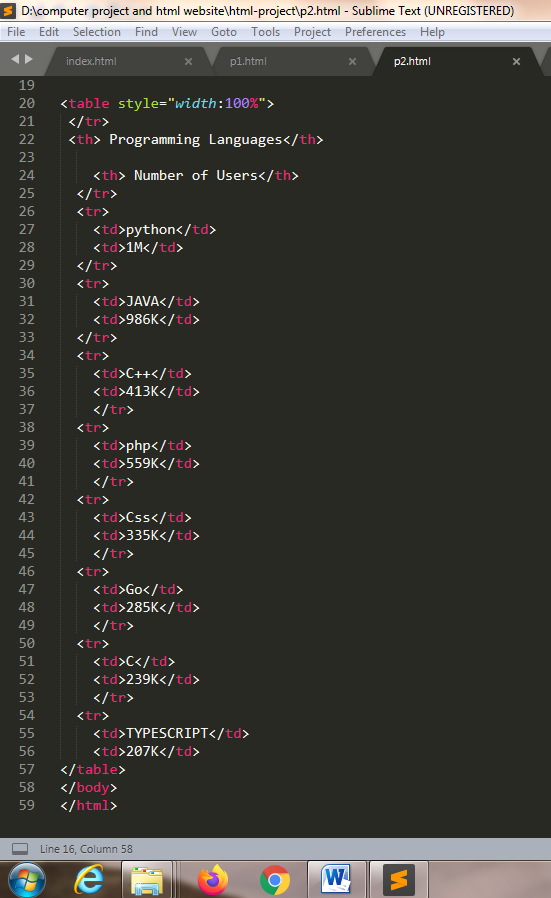 D:\computer project and html website\html-project\p2.html - Sublime Text (UNREGISTERED)
File Edit Selection Find View Goto Tools Project Preferences Help
index.html × p1.html × p2.html ×
19
20 <table style="width:100%">
21 </tr>
22 <th> Programming Languages</th>
23
24 <th> Number of Users</th>
25 </tr>
26 <tr>
27 <td>python</td>
28 <td>1M</td>
29 </tr>
30 <tr>
31 <td>JAVA</td>
32 <td>986K</td>
33 </tr>
34 <tr>
35 <td>C++</td>
36 <td>413K</td>
37 </tr>
38 <tr>
39 <td>php</td>
40 <td>559K</td>
41 </tr>
42 <tr>
43 <td>Css</td>
44 <td>335K</td>
45 </tr>
46 <tr>
47 <td>Go</td>
48 <td>285K</td>
49 </tr>
50 <tr>
51 <td>C</td>
52 <td>239K</td>
53 </tr>
54 <tr>
55 <td>TYPESCRIPT</td>
56 <td>207K</td>
57 </table>
58 </body>
59 </html>
Line 16, Column 58